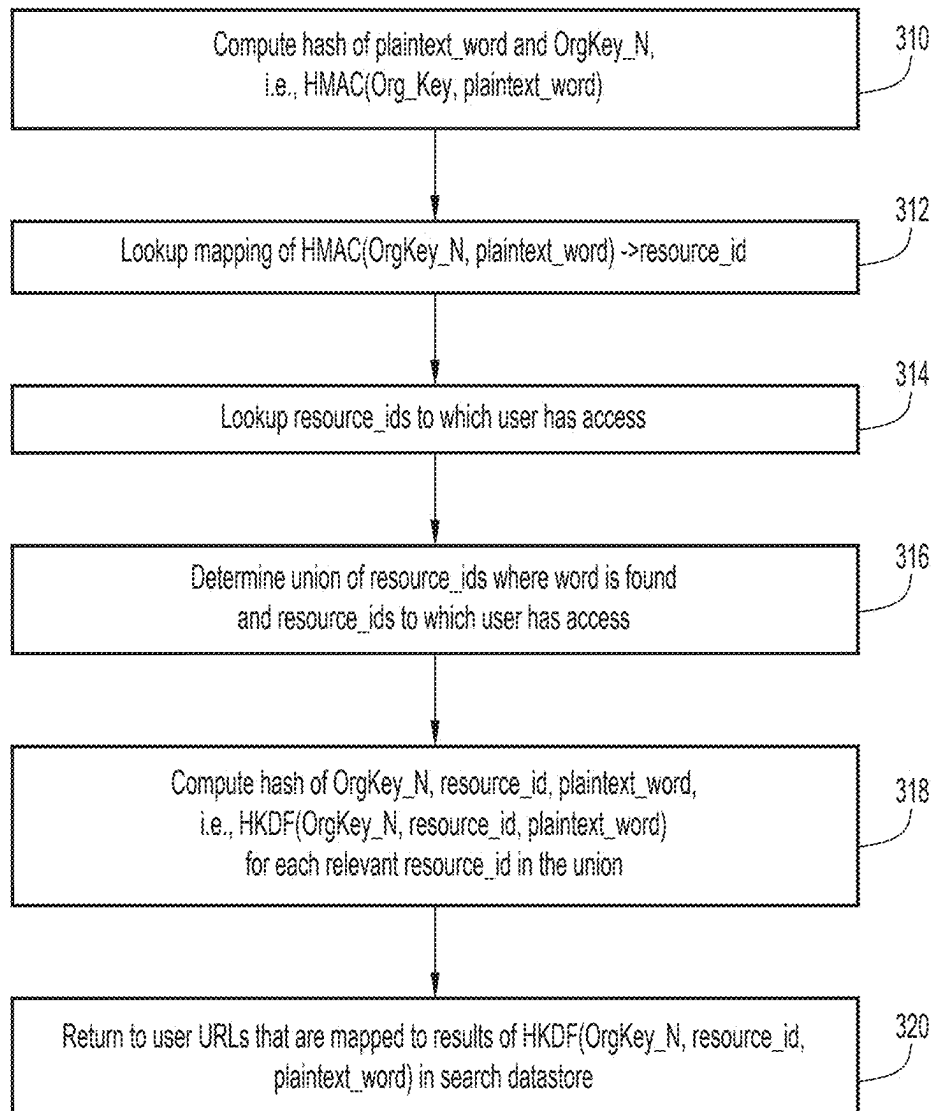 Compute hash of plaintext_word and OrgKey_N,
i.e., HMAC(Org_Key, plaintext_word)
310
Lookup mapping of HMAC(OrgKey_N, plaintext_word) ->resource_id
312
Lookup resource_ids to which user has access
314
Determine union of resource_ids where word is found
and resource_ids to which user has access
316
Compute hash of OrgKey_N, resource_id, plaintext_word,
i.e., HKDF(OrgKey_N, resource_id, plaintext_word)
for each relevant resource_id in the union
318
Return to user URLs that are mapped to results of HKDF(OrgKey_N, resource_id,
plaintext_word) in search datastore
320